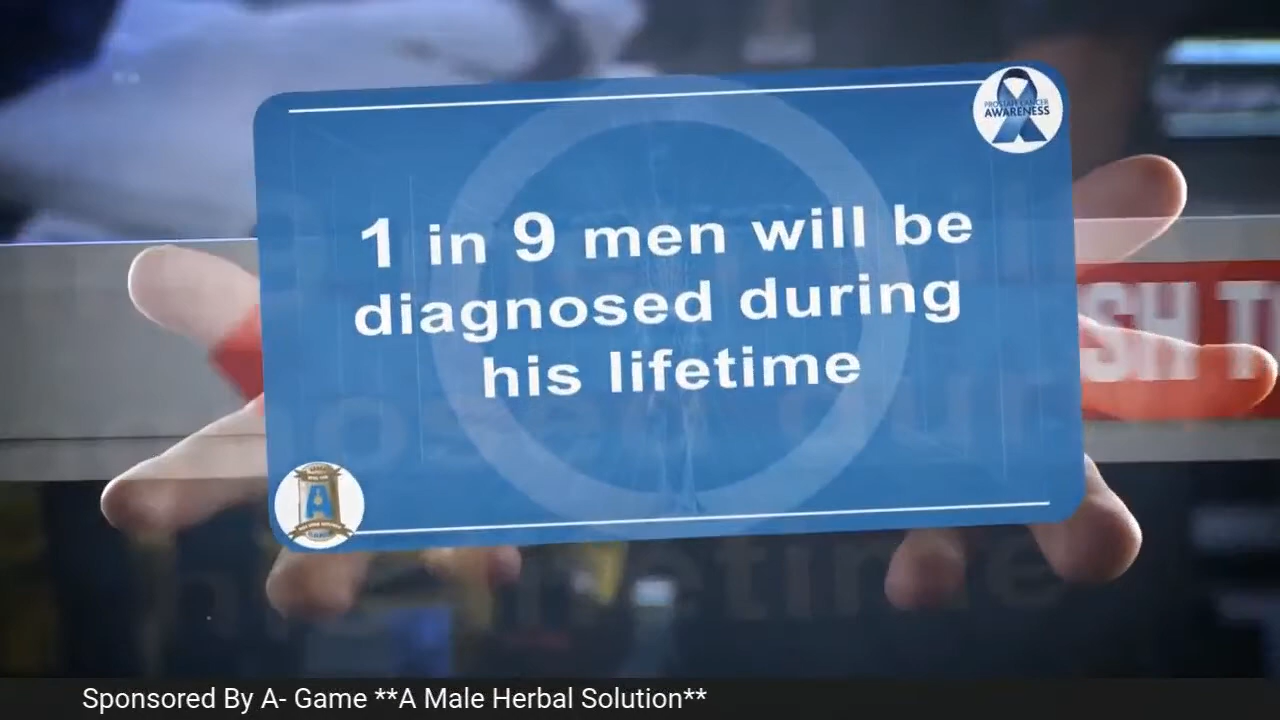 PROSTATE CANCER
AWARENESS
1 in 9 men will be
diagnosed during
his lifetime
SH T
A
Sponsored By A- Game **A Male Herbal Solution**